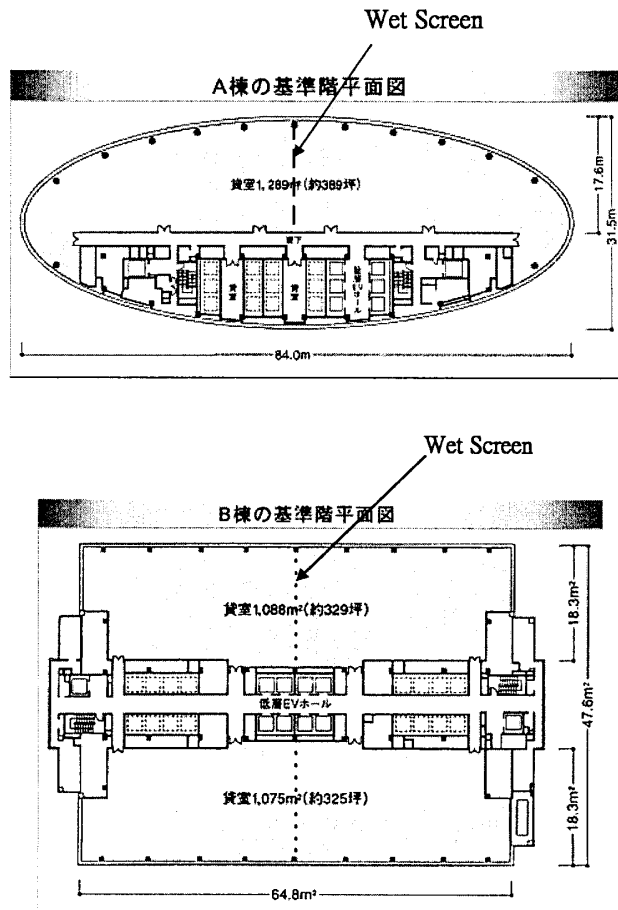 Wet Screen
A棟の基準階平面図
貸室1,289㎡(約389坪)
廊下
貸室
貸室
17.6m
31.5m
84.0m
Wet Screen
B棟の基準階平面図
貸室1,088m²(約329坪)
低層EVホール
貸室1,075m²(約325坪)
18.3m²
47.6m²
18.3m²
64.8m²